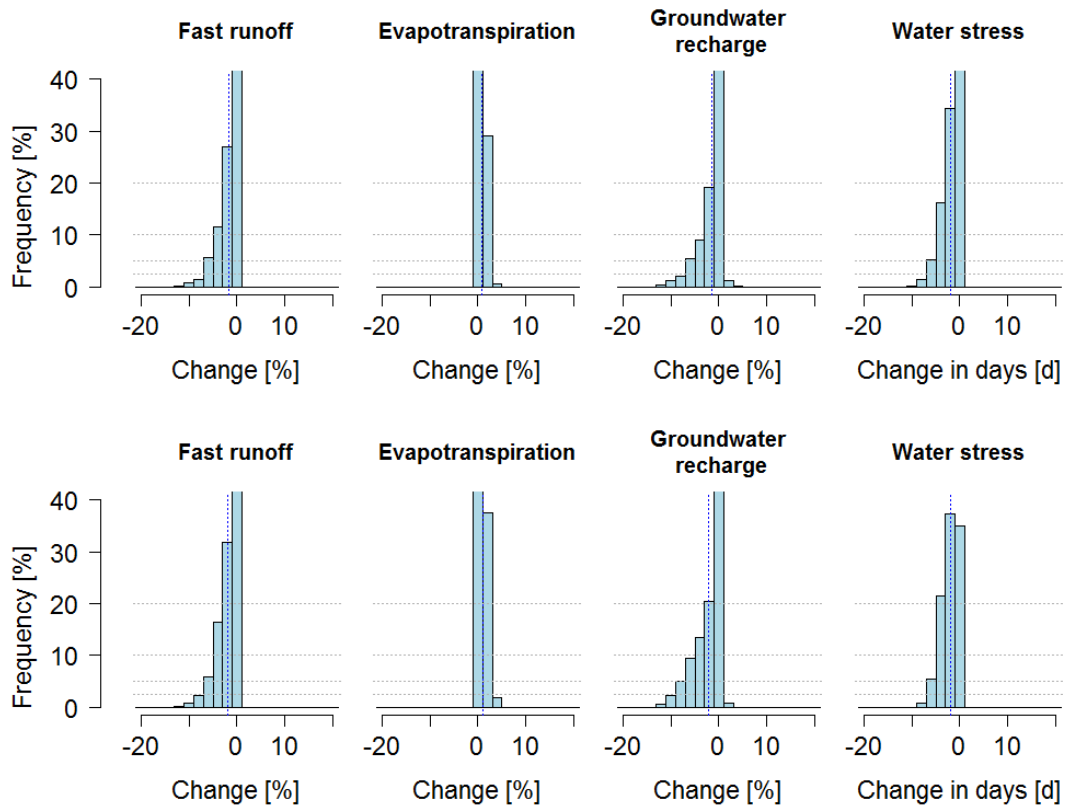 Fast runoff
Evapotranspiration
Groundwater
recharge
Water stress
Frequency [%]
40
30
20
10
0
-20 0 10
-20 0 10
-20 0 10
-20 0 10
Change [%]
Change [%]
Change [%]
Change in days [d]
Fast runoff
Evapotranspiration
Groundwater
recharge
Water stress
Frequency [%]
40
30
20
10
0
-20 0 10
-20 0 10
-20 0 10
-20 0 10
Change [%]
Change [%]
Change [%]
Change in days [d]